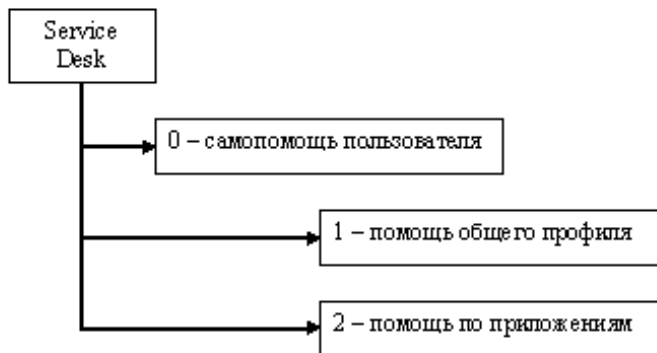 Service
Desk
0 – самопомощь пользователя
1 – помощь общего профиля
2 – помощь по приложениям